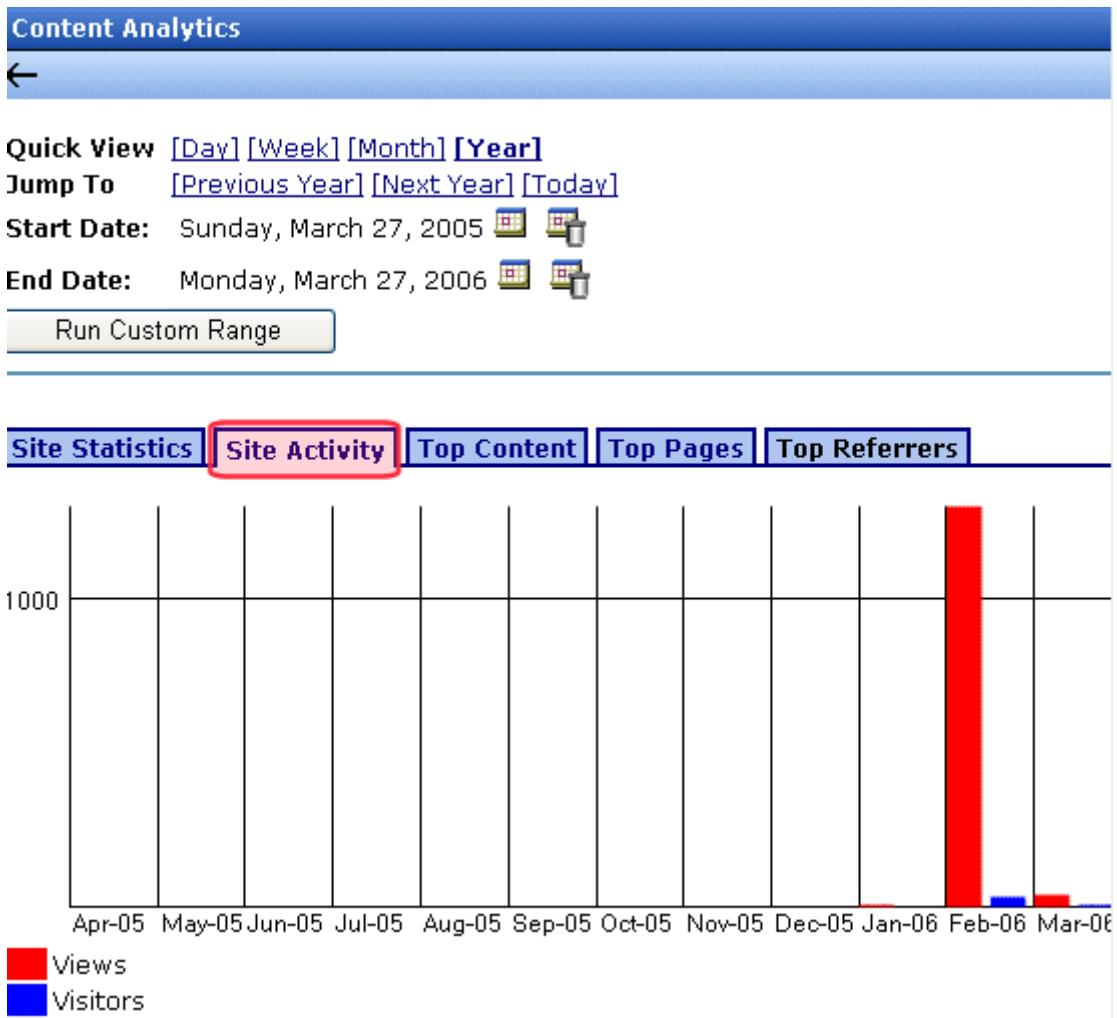 Content Analytics
Quick View [Day] [Week] [Month] [Year]
Jump To [Previous Year] [Next Year] [Today]
Start Date: Sunday, March 27, 2005
End Date: Monday, March 27, 2006
Run Custom Range
Site Statistics Site Activity Top Content Top Pages Top Referrers
1000
Apr-05 May-05 Jun-05 Jul-05 Aug-05 Sep-05 Oct-05 Nov-05 Dec-05 Jan-06 Feb-06 Mar-06
Views
Visitors